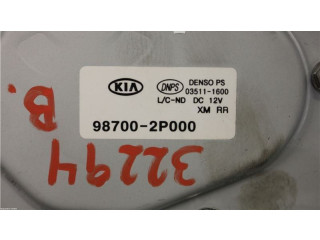 KIA DNPS DENSO PS
03511-1600
L/C-ND DC 12V
XM RR
98700-2P000
32294
B.